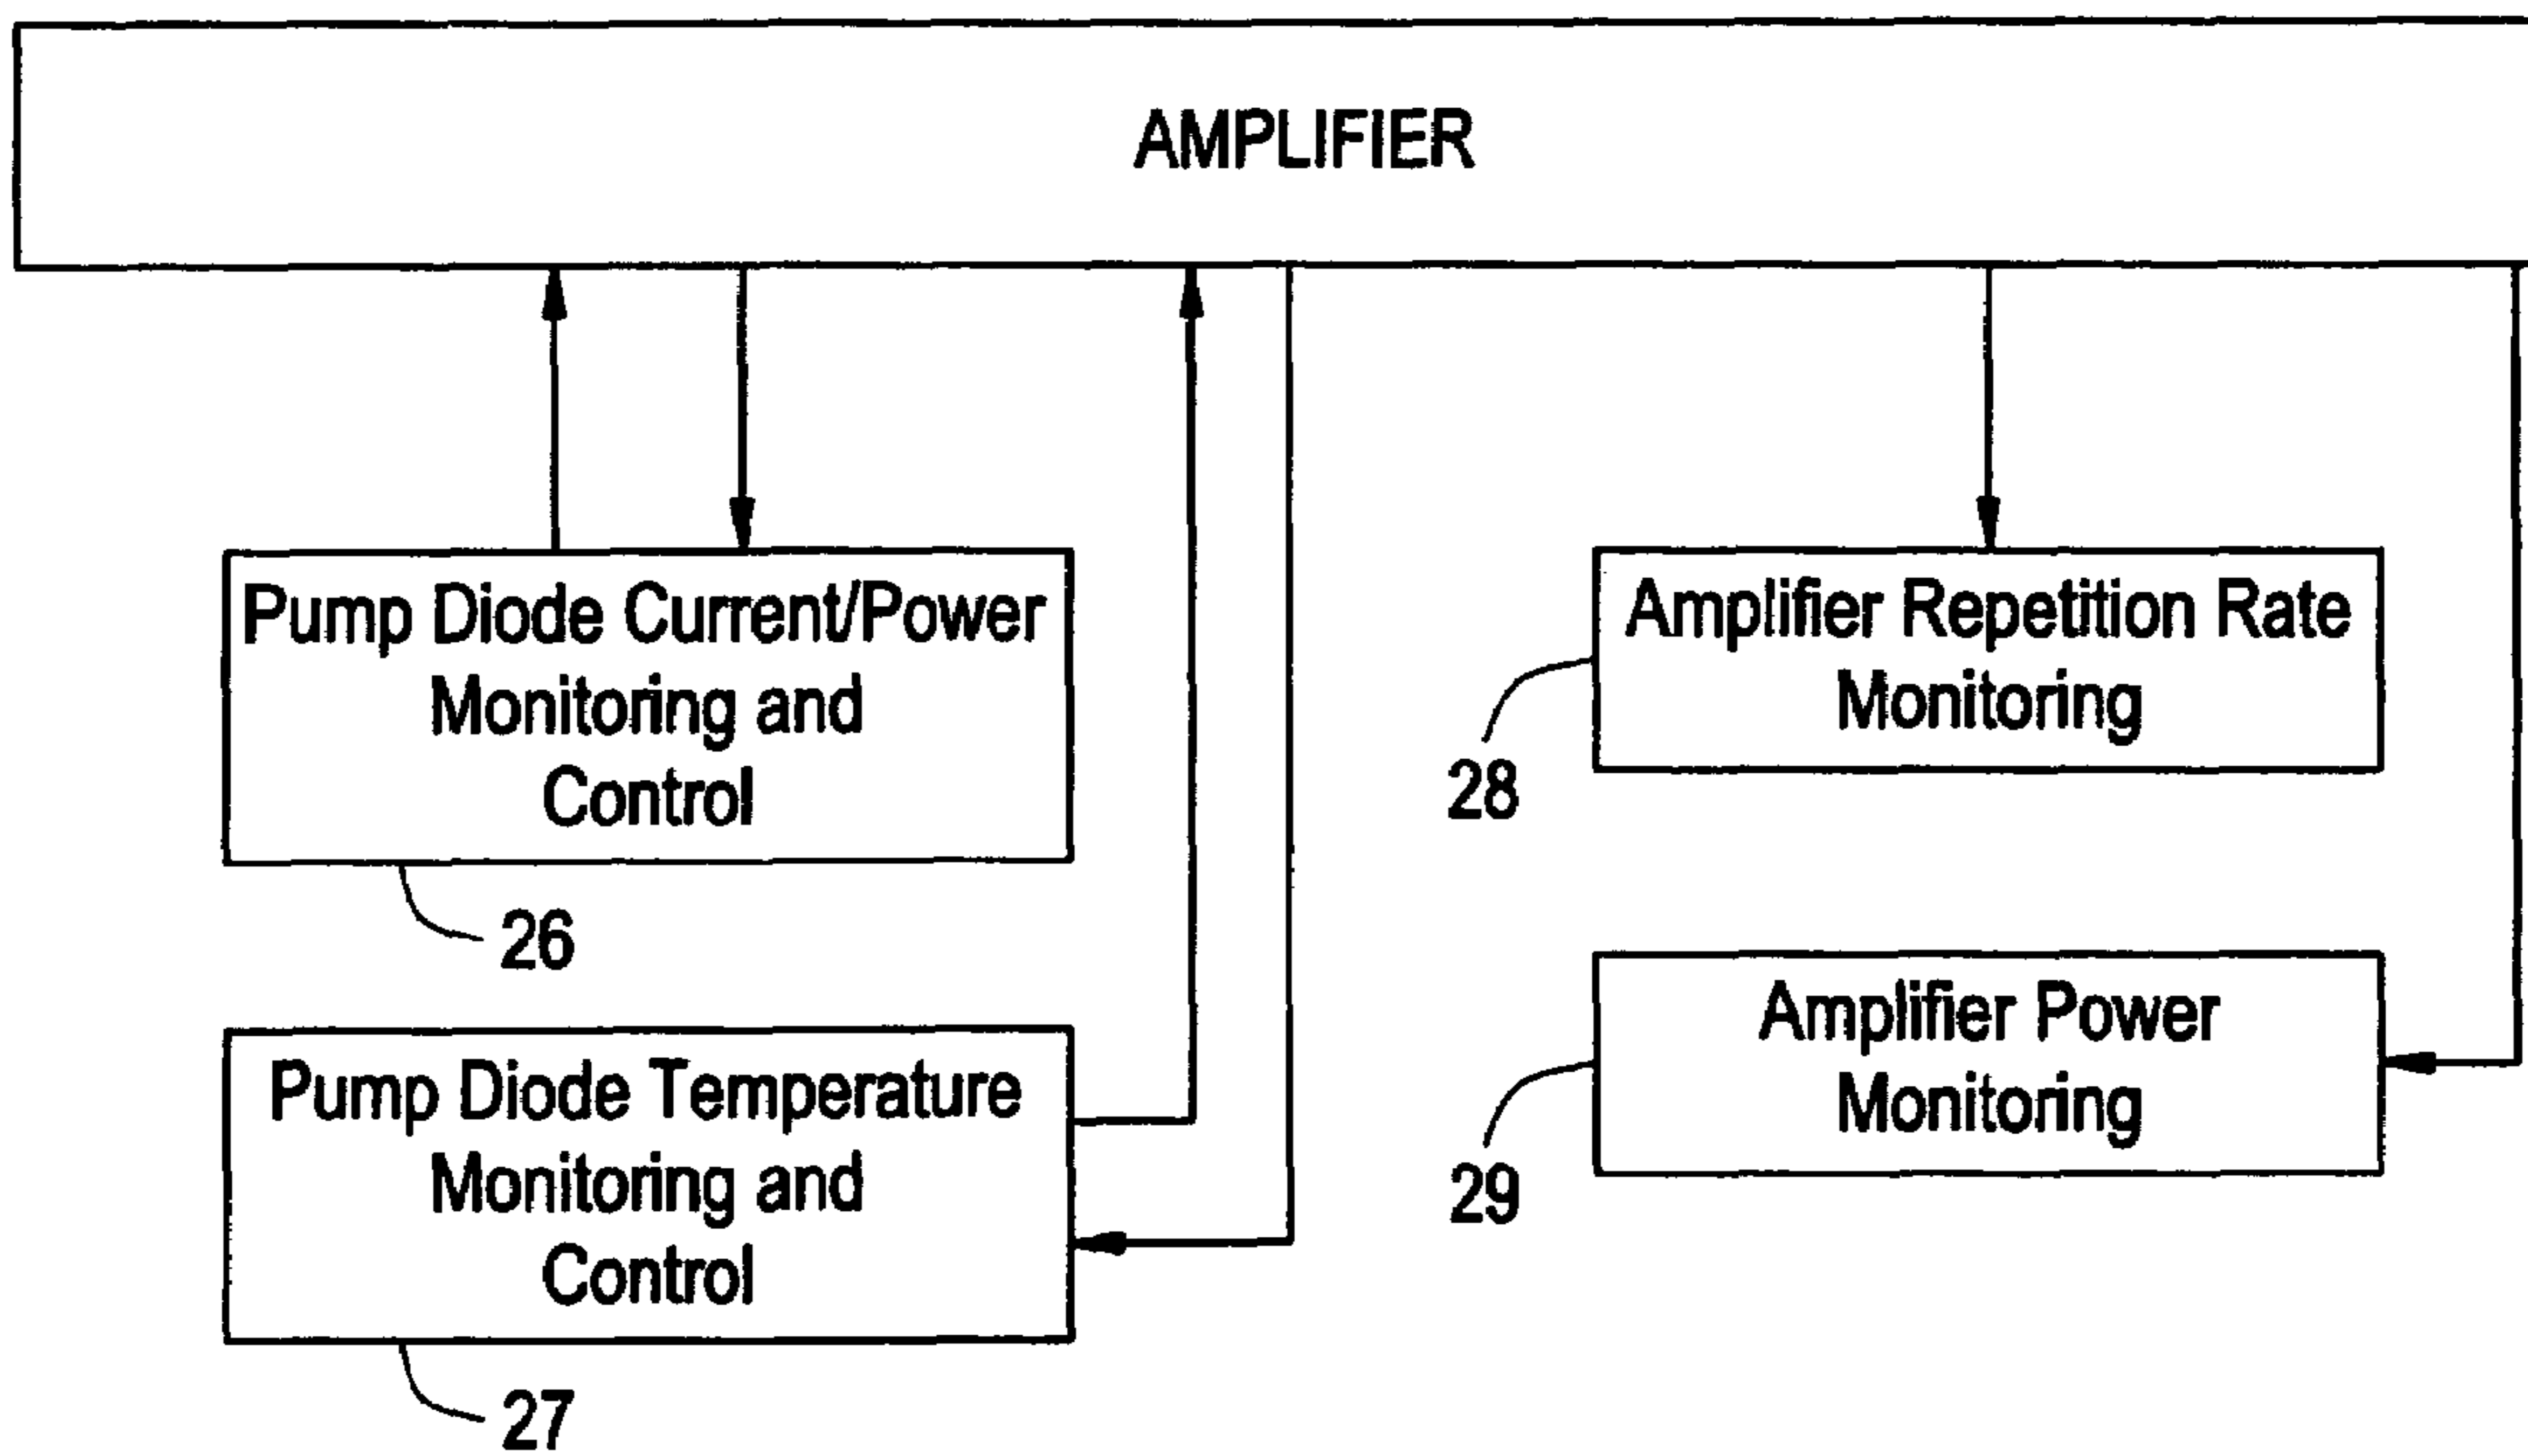 AMPLIFIER
Pump Diode Current/Power
Monitoring and
Control
26
Pump Diode Temperature
Monitoring and
Control
27
Amplifier Repetition Rate
Monitoring
28
Amplifier Power
Monitoring
29